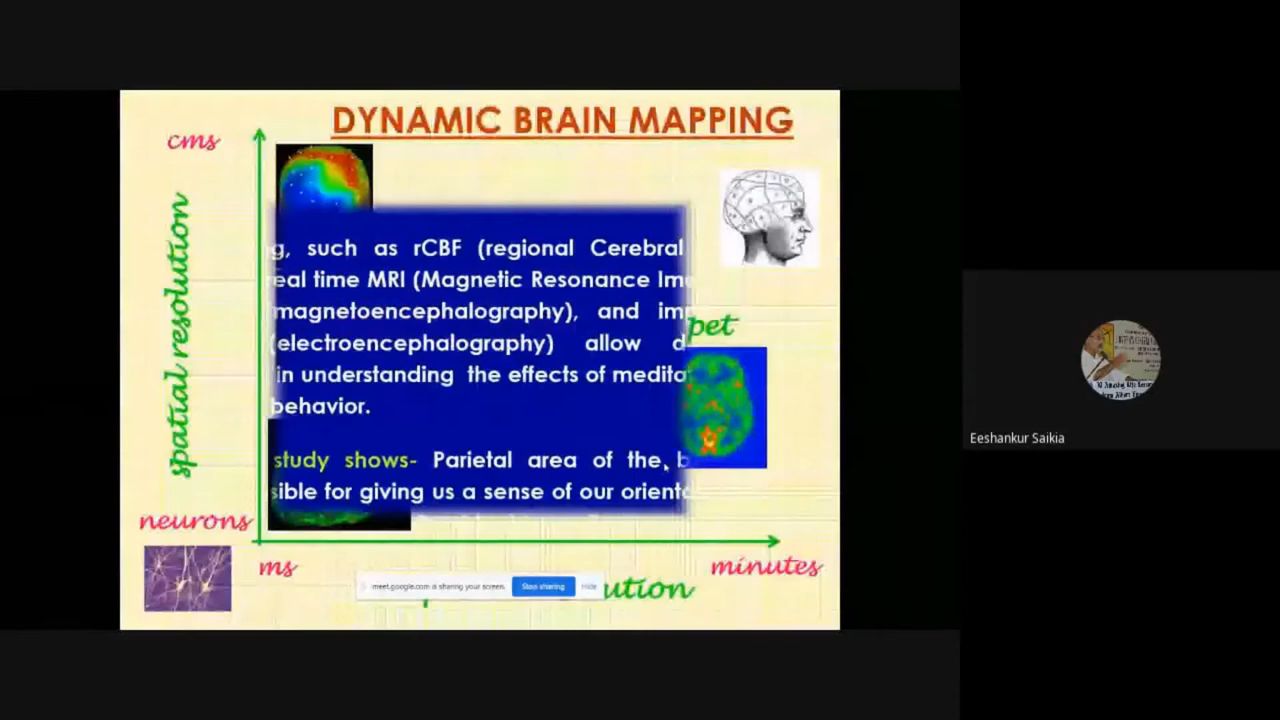 DYNAMIC BRAIN MAPPING
cms
spatial resolution
g, such as rCBF (regional Cerebral
real time MRI (Magnetic Resonance Im
magnetoencephalography), and im
(electroencephalography) allow d
in understanding the effects of medita
behavior.
study shows- Parietal area of the b
sible for giving us a sense of our orient
pet
neurons
ms
minutes
meet.google.com is sharing your screen.
Stop sharing
Hide
ution
Eeshankur Saikia